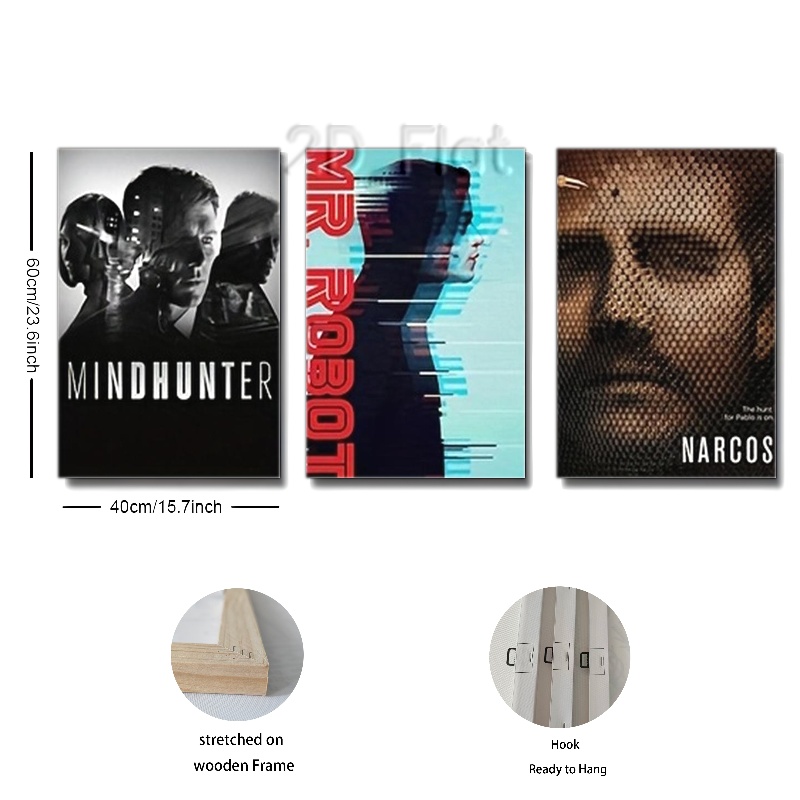 2D Flat
60cm/23.6inch
MINDHUNTER
MR. ROBOT
The hunt
for Pablo is on.
NARCOS
40cm/15.7inch
stretched on
wooden Frame
Hook
Ready to Hang